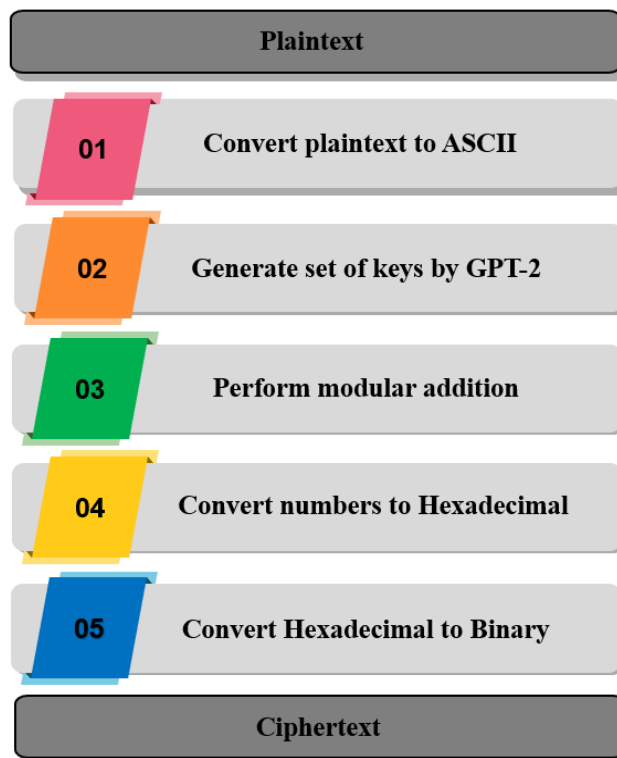 Plaintext
01 Convert plaintext to ASCII
02 Generate set of keys by GPT-2
03 Perform modular addition
04 Convert numbers to Hexadecimal
05 Convert Hexadecimal to Binary
Ciphertext